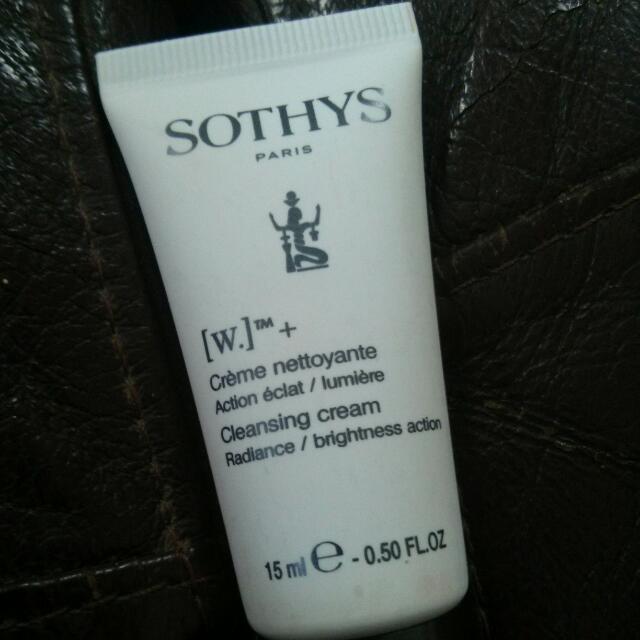 SOTHYS
PARIS
[W.]™+
Crème nettoyante
Action éclat / lumière
Cleansing cream
Radiance / brightness action
15 ml ℮ - 0.50 FL.OZ